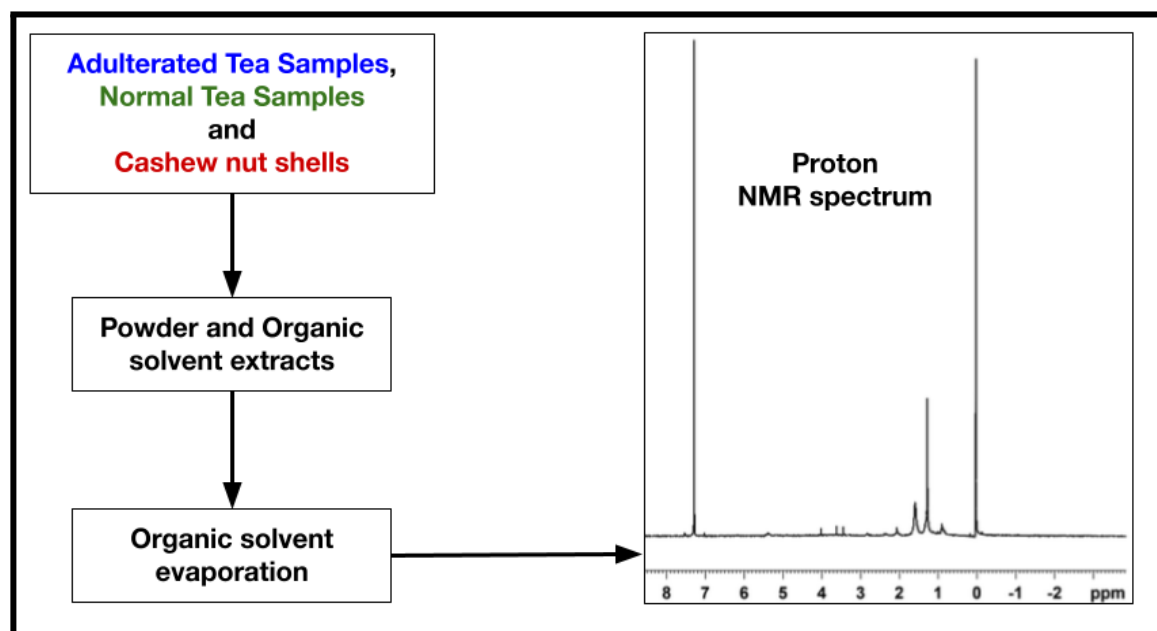 Adulterated Tea Samples,
Normal Tea Samples
and
Cashew nut shells
Powder and Organic
solvent extracts
Organic solvent
evaporation
Proton
NMR spectrum
8 7 6 5 4 3 2 1 0 -1 -2 ppm